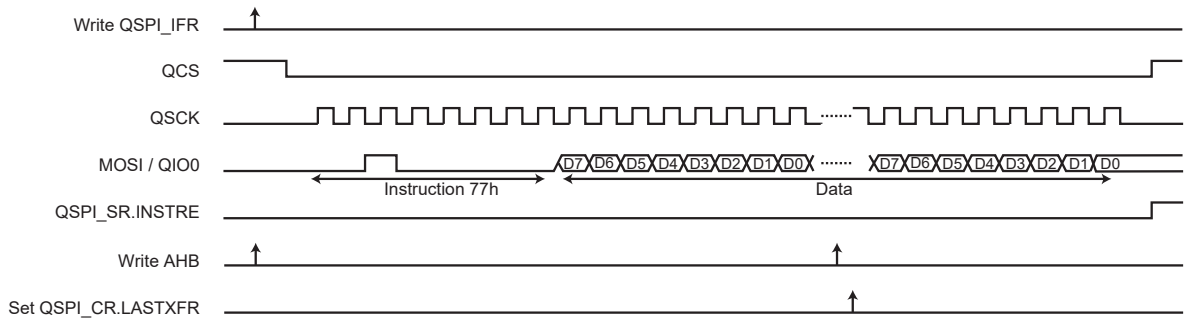 Write QSPI_IFR
QCS
QSCK
MOSI / QIO0
D7 D6 D5 D4 D3 D2 D1 D0 D7 D6 D5 D4 D3 D2 D1 D0
Instruction 77h Data
QSPI_SR.INSTRE
Write AHB
Set QSPI_CR.LASTXFR